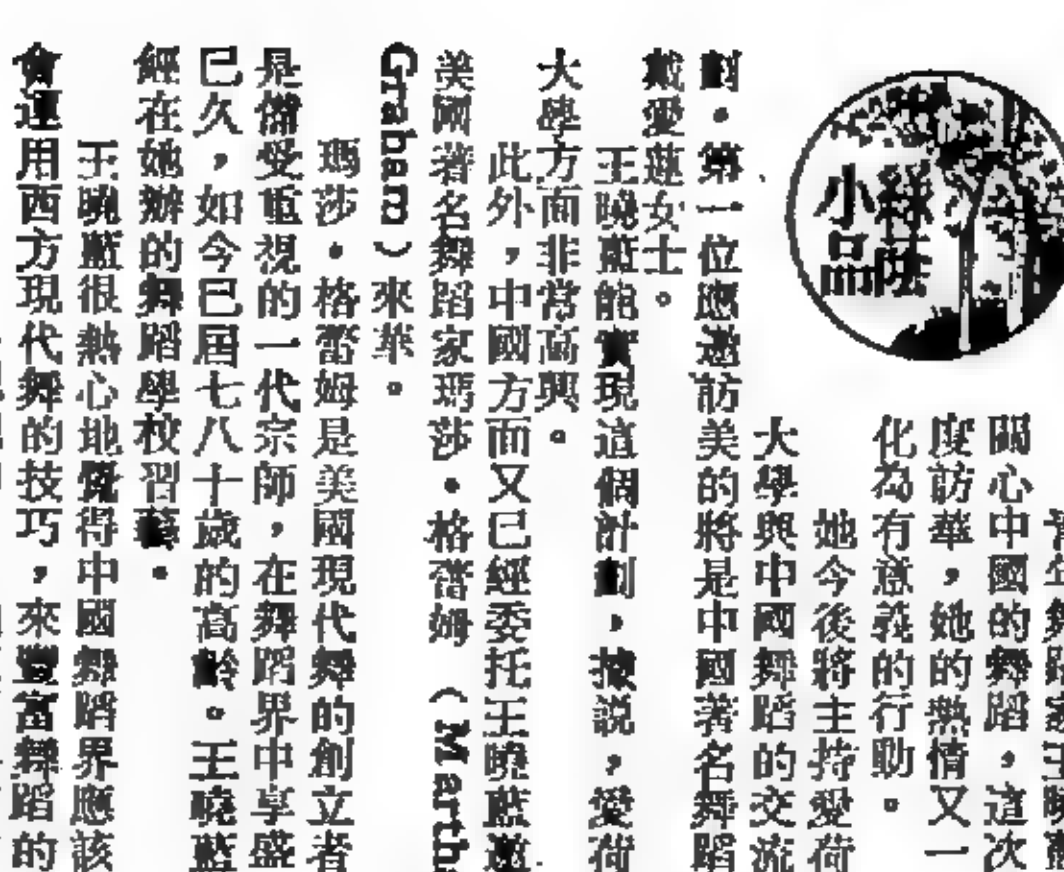 綠蔭
小品
關心中國的舞蹈,這次
度訪華,她的熱情又一
化為有意義的行動。
她今後將主持愛荷
大學與中國舞蹈的交流
劃。第一位應邀訪美的將是中國著名舞蹈
戴愛蓮女士。
王曉藍能實現這個計劃,據説,愛荷
大學方面非常高興。
此外,中國方面又已經委托王曉藍邀
美國著名舞蹈家瑪莎·格蕾姆(Marth
Graham)來華。
瑪莎·格雷姆是美國現代舞的創立者
是備受重視的一代宗師,在舞蹈界中享盛
已久,如今已屆七八十歲的高齡。王曉藍
經在她辦的舞蹈學校習藝。
王曉藍很熱心地覺得中國舞蹈界應該
會運用西方現代舞的技巧,來豐富舞蹈的